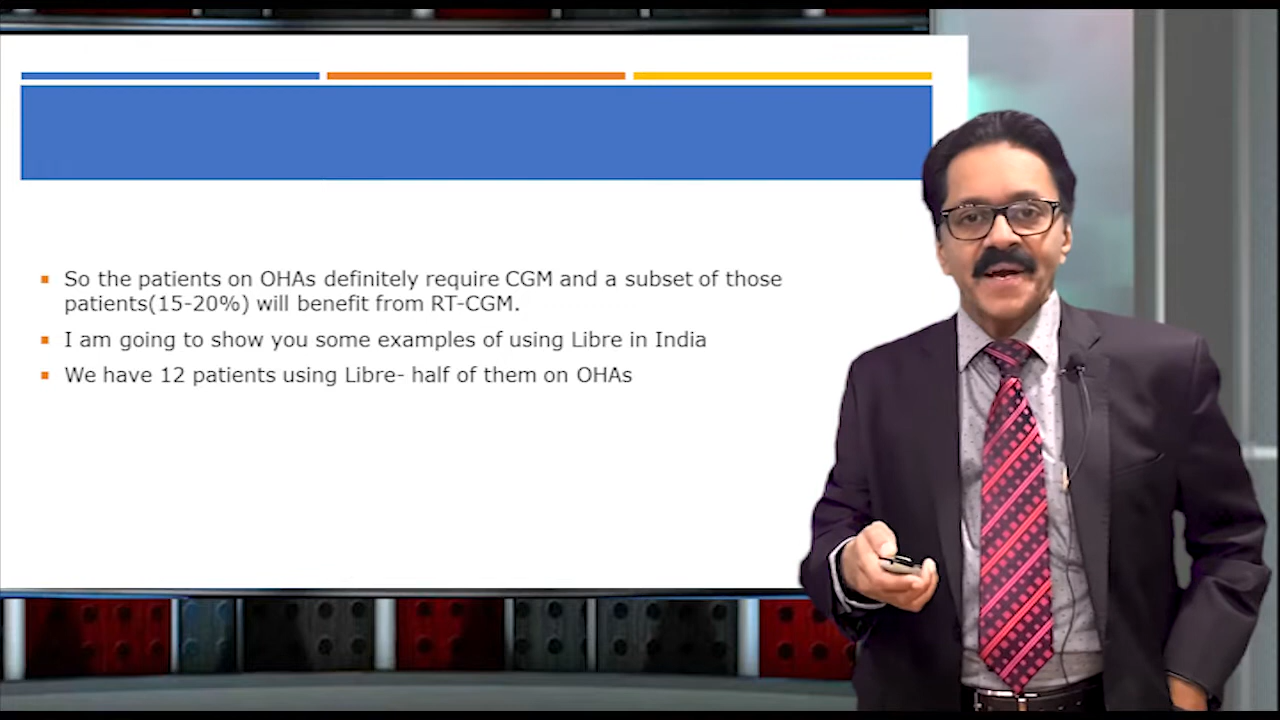 So the patients on OHAs definitely require CGM and a subset of those
patients(15-20%) will benefit from RT-CGM.
I am going to show you some examples of using Libre in India
We have 12 patients using Libre- half of them on OHAs